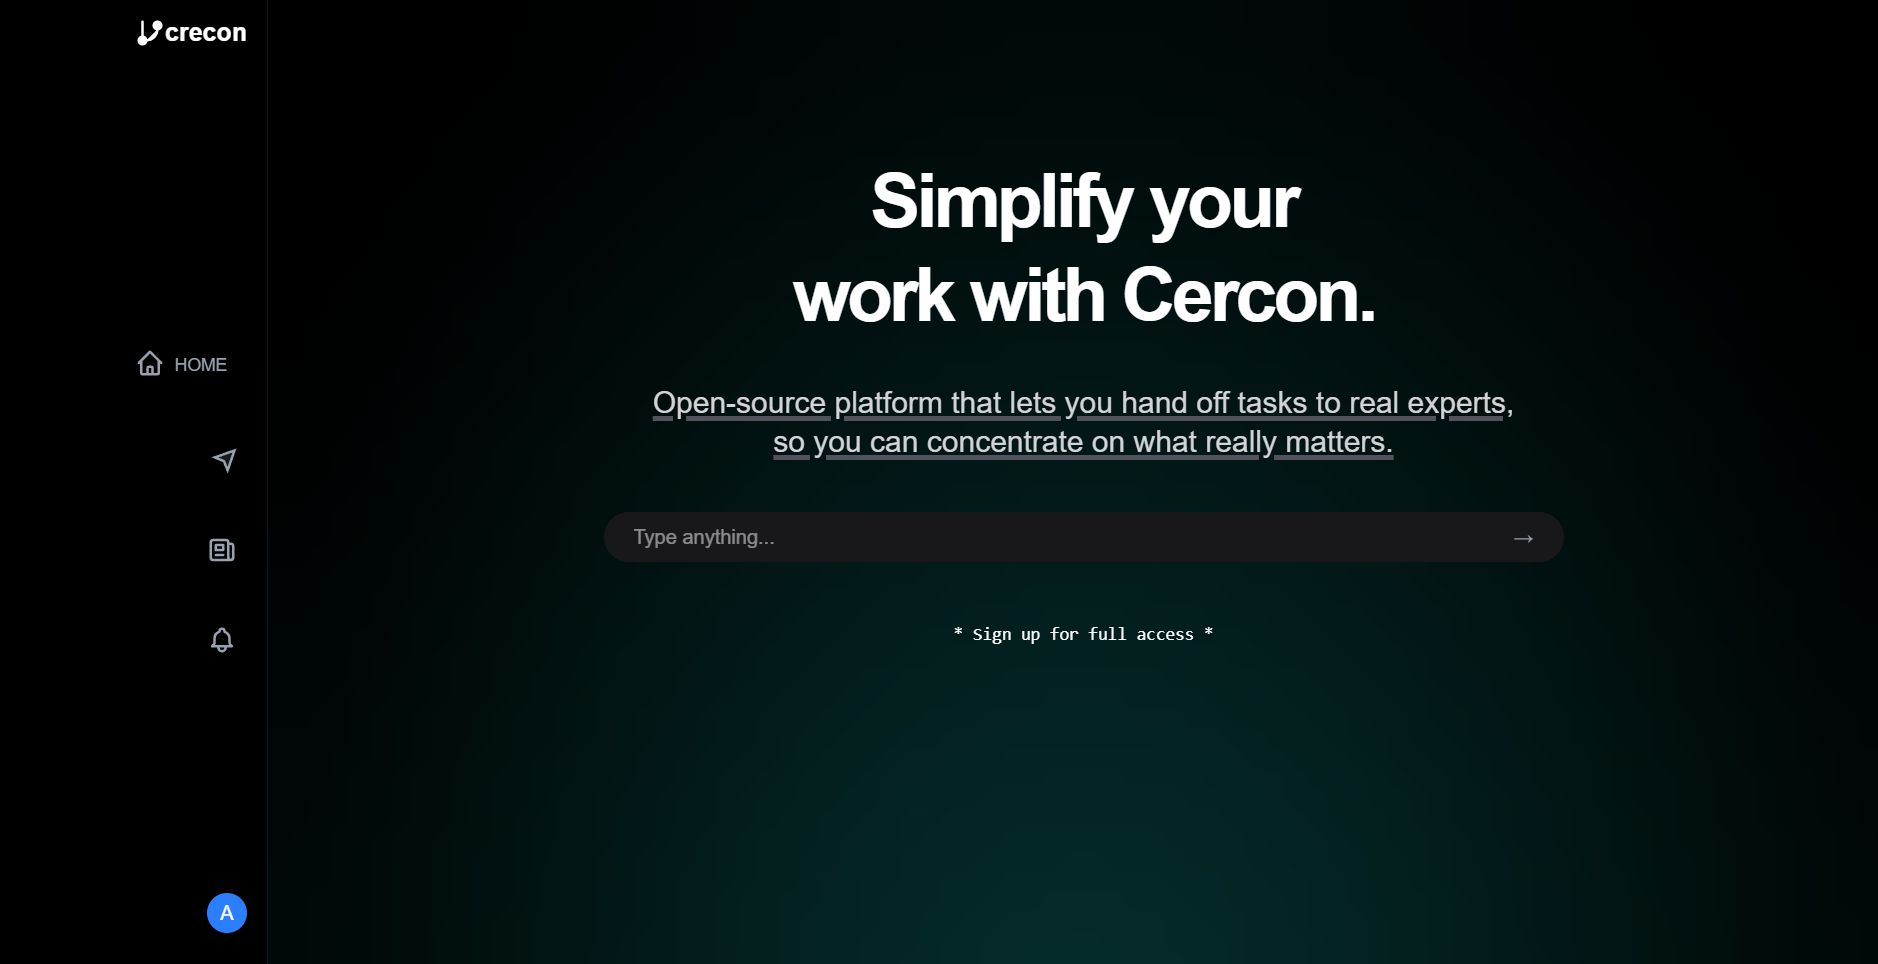 crecon
HOME
A
Simplify your
work with Cercon.
Open-source platform that lets you hand off tasks to real experts,
so you can concentrate on what really matters.
Type anything... →
* Sign up for full access *